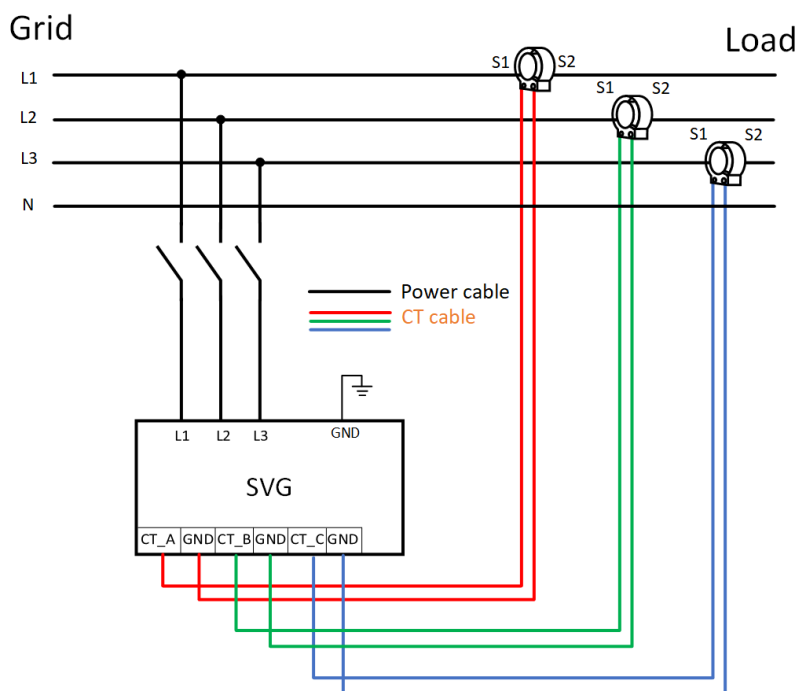 Grid
Load
S1 S2
L1
S1 S2
L2
S1 S2
L3
N
Power cable
CT cable
L1 L2 L3 GND
SVG
CT_A GND CT_B GND CT_C GND